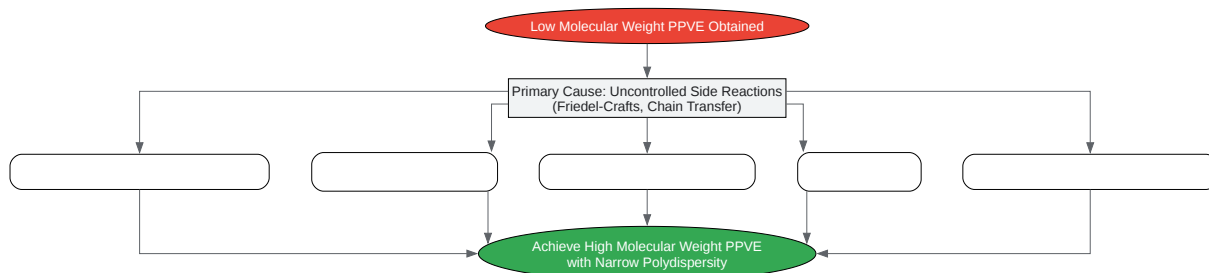 Low Molecular Weight PPVE Obtained
Primary Cause: Uncontrolled Side Reactions
(Friedel-Crafts, Chain Transfer)
Achieve High Molecular Weight PPVE
with Narrow Polydispersity